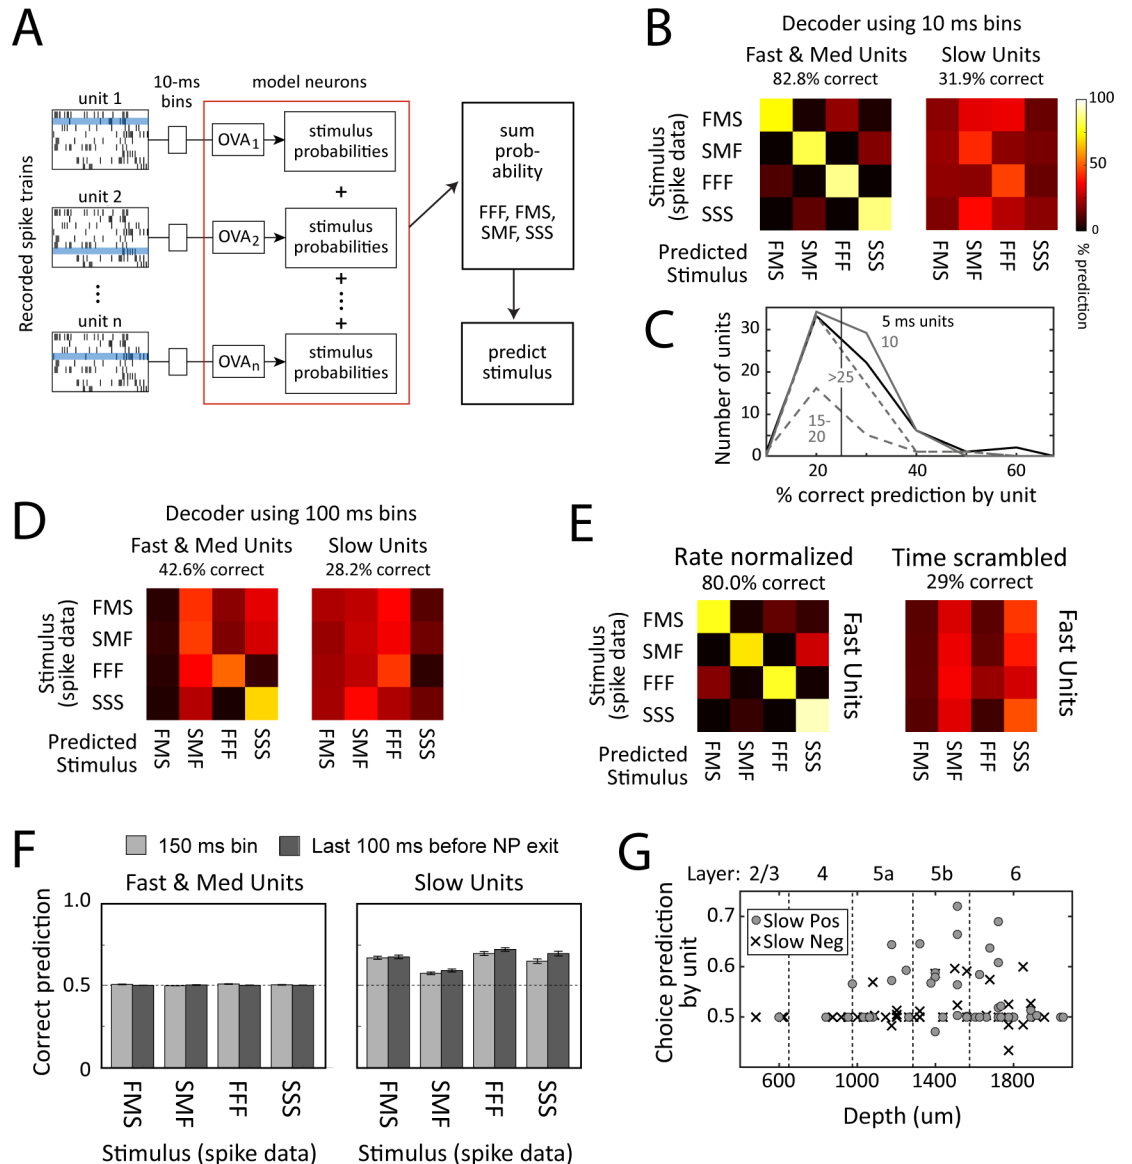 A
Recorded spike trains
unit 1
10-ms
bins
model neurons
OVA1
stimulus
probabilities
+
unit 2
OVA2
stimulus
probabilities
+
+
unit n
OVAn
stimulus
probabilities
sum
prob-
ability
FFF, FMS,
SMF, SSS
predict
stimulus
B
Decoder using 10 ms bins
Fast & Med Units
82.8% correct
Slow Units
31.9% correct
Stimulus
(spike data)
FMS
SMF
FFF
SSS
Predicted
Stimulus
FMS
SMF
FFF
SSS
FMS
SMF
FFF
SSS
100
50
0
% prediction
C
Number of units
30
20
10
0
5 ms units
10
>25
15-
20
20
40
60
% correct prediction by unit
D
Decoder using 100 ms bins
Fast & Med Units
42.6% correct
Slow Units
28.2% correct
Stimulus
(spike data)
FMS
SMF
FFF
SSS
Predicted
Stimulus
FMS
SMF
FFF
SSS
FMS
SMF
FFF
SSS
E
Rate normalized
80.0% correct
Time scrambled
29% correct
Stimulus
(spike data)
FMS
SMF
FFF
SSS
Fast Units
Fast Units
Predicted
Stimulus
FMS
SMF
FFF
SSS
FMS
SMF
FFF
SSS
F
150 ms bin
Last 100 ms before NP exit
Fast & Med Units
Slow Units
Correct prediction
1.0
0.5
0
FMS
SMF
FFF
SSS
FMS
SMF
FFF
SSS
Stimulus (spike data)
Stimulus (spike data)
G
Layer: 2/3 4 5a 5b 6
Choice prediction
by unit
0.7
0.6
0.5
Slow Pos
Slow Neg
600
1000
1400
1800
Depth (um)